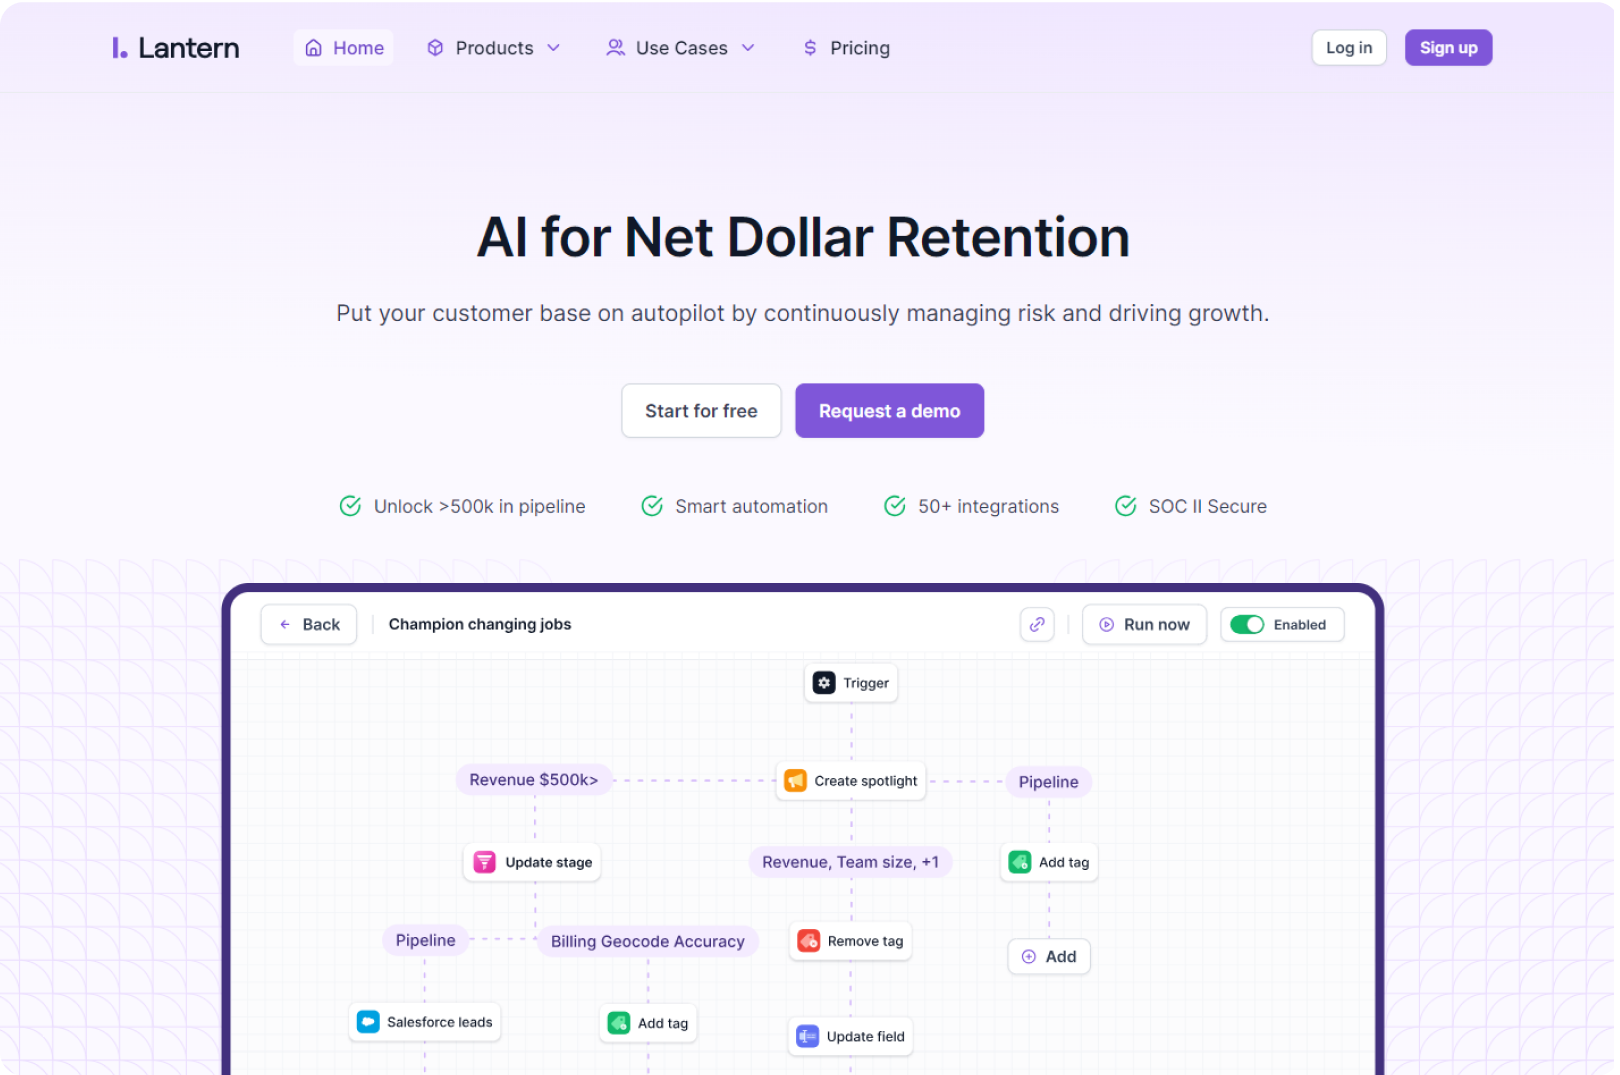 Lantern
Home
Products
Use Cases
Pricing
Log in
Sign up
AI for Net Dollar Retention
Put your customer base on autopilot by continuously managing risk and driving growth.
Start for free
Request a demo
Unlock >500k in pipeline
Smart automation
50+ integrations
SOC II Secure
Back
Champion changing jobs
Run now
Enabled
Trigger
Revenue $500k>
Create spotlight
Pipeline
Update stage
Revenue, Team size, +1
Add tag
Pipeline
Billing Geocode Accuracy
Remove tag
Add
Salesforce leads
Add tag
Update field